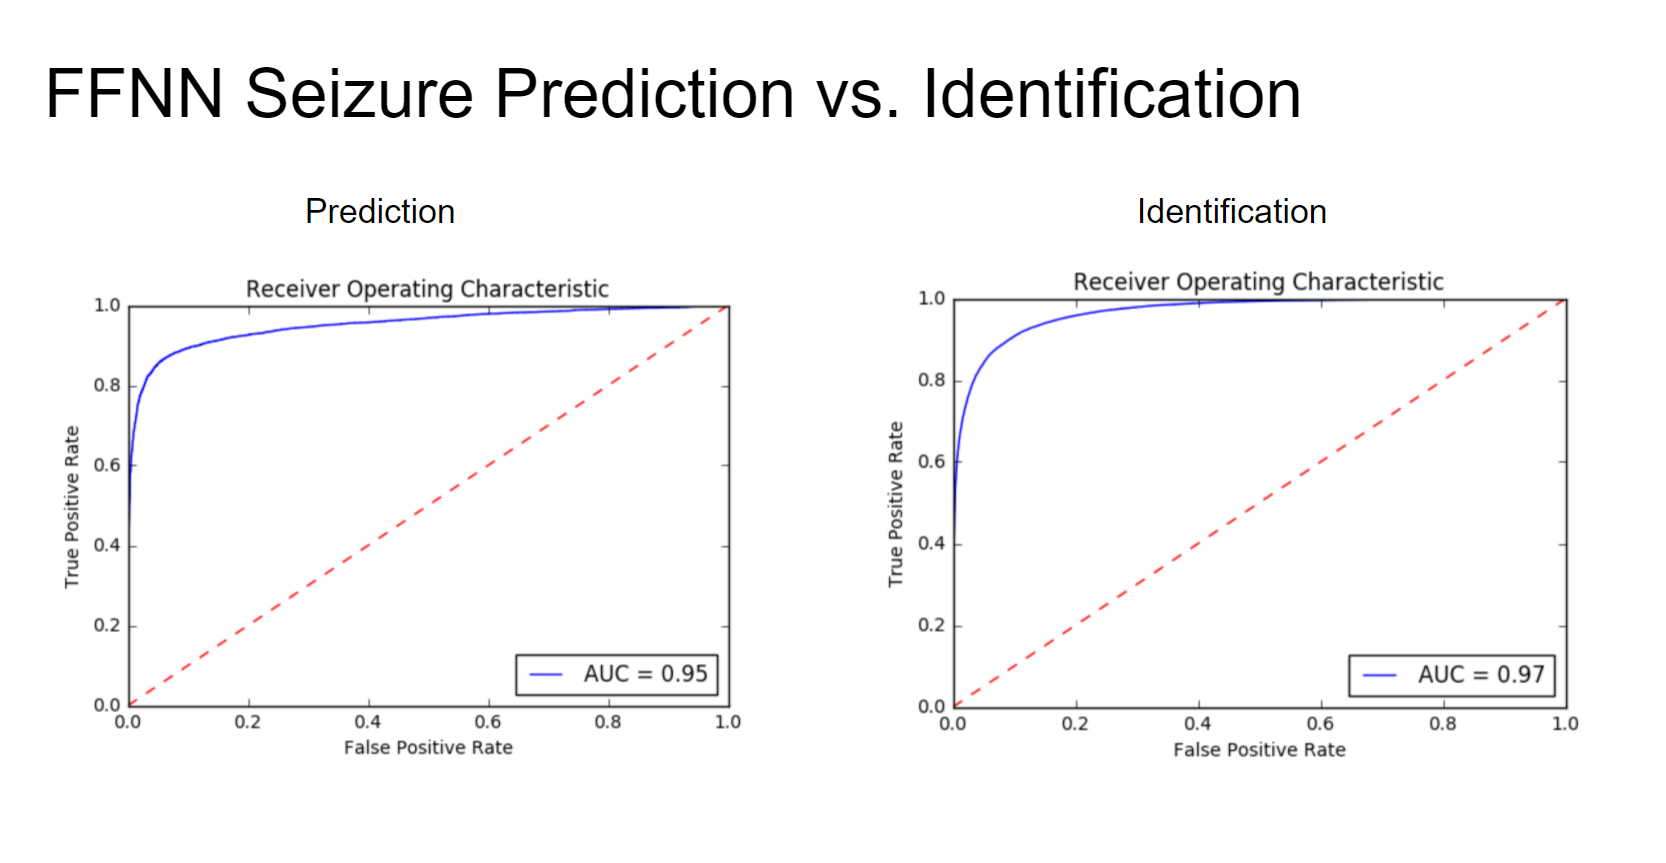 FFNN Seizure Prediction vs. Identification
Prediction
Receiver Operating Characteristic
1.0
0.8
0.6
0.4
0.2
0.0
True Positive Rate
0.0 0.2 0.4 0.6 0.8 1.0
False Positive Rate
AUC = 0.95
Identification
Receiver Operating Characteristic
1.0
0.8
0.6
0.4
0.2
0.0
True Positive Rate
0.0 0.2 0.4 0.6 0.8 1.0
False Positive Rate
AUC = 0.97